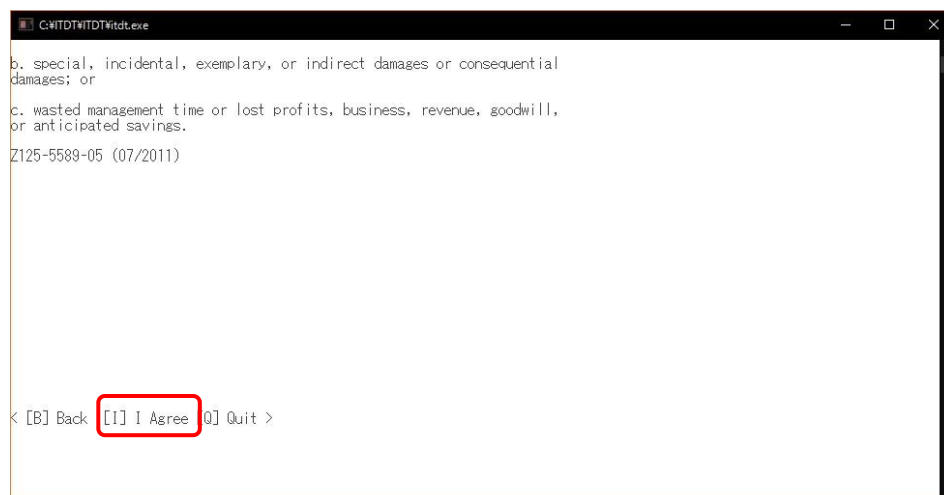 C:¥ITDT¥ITDT¥itdt.exe
b. special, incidental, exemplary, or indirect damages or consequential
damages; or
c. wasted management time or lost profits, business, revenue, goodwill,
or anticipated savings.
Z125-5589-05 (07/2011)
< [B] Back [I] I Agree [Q] Quit >